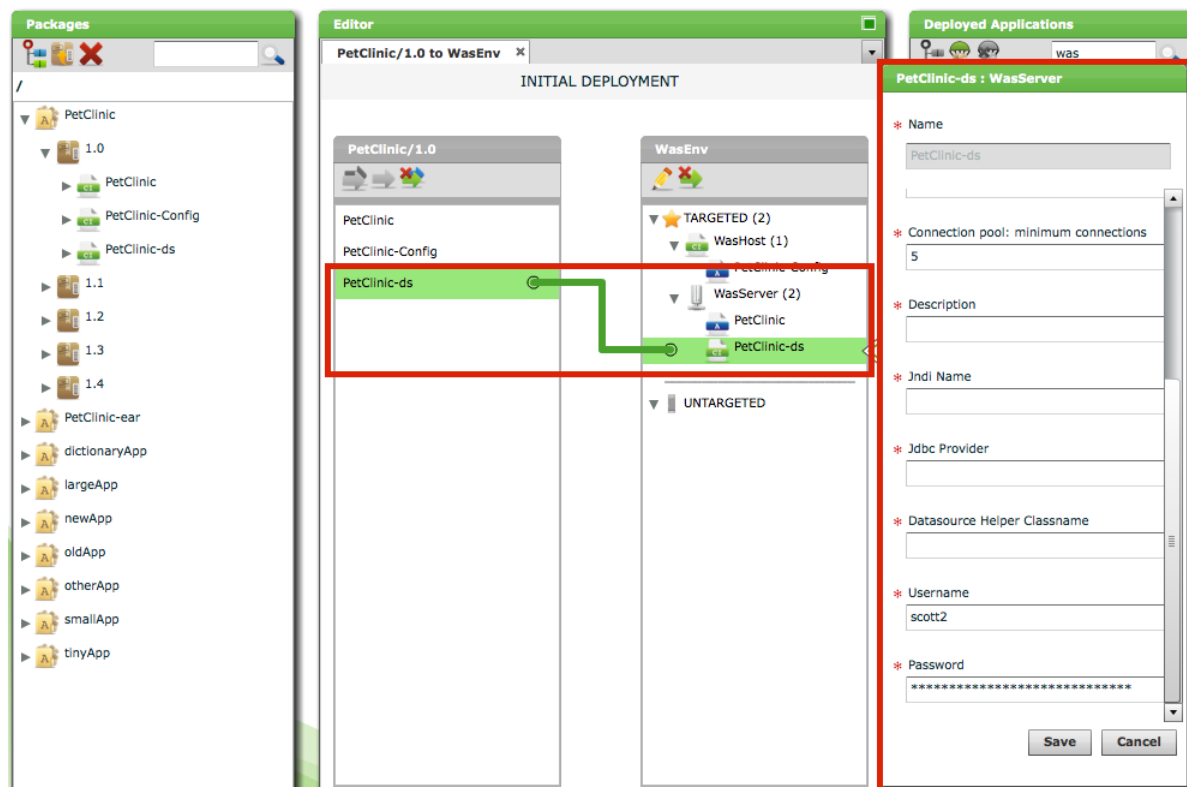 Packages
/
PetClinic
1.0
PetClinic
PetClinic-Config
PetClinic-ds
1.1
1.2
1.3
1.4
PetClinic-ear
dictionaryApp
largeApp
newApp
oldApp
otherApp
smallApp
tinyApp
Editor
PetClinic/1.0 to WasEnv
INITIAL DEPLOYMENT
PetClinic/1.0
PetClinic
PetClinic-Config
PetClinic-ds
WasEnv
TARGETED (2)
WasHost (1)
PetClinic-Config
WasServer (2)
PetClinic
PetClinic-ds
UNTARGETED
Deployed Applications
was
PetClinic-ds : WasServer
* Name
PetClinic-ds
* Connection pool: minimum connections
5
* Description
* Jndi Name
* Jdbc Provider
* Datasource Helper Classname
* Username
scott2
* Password
*****************************
Save Cancel